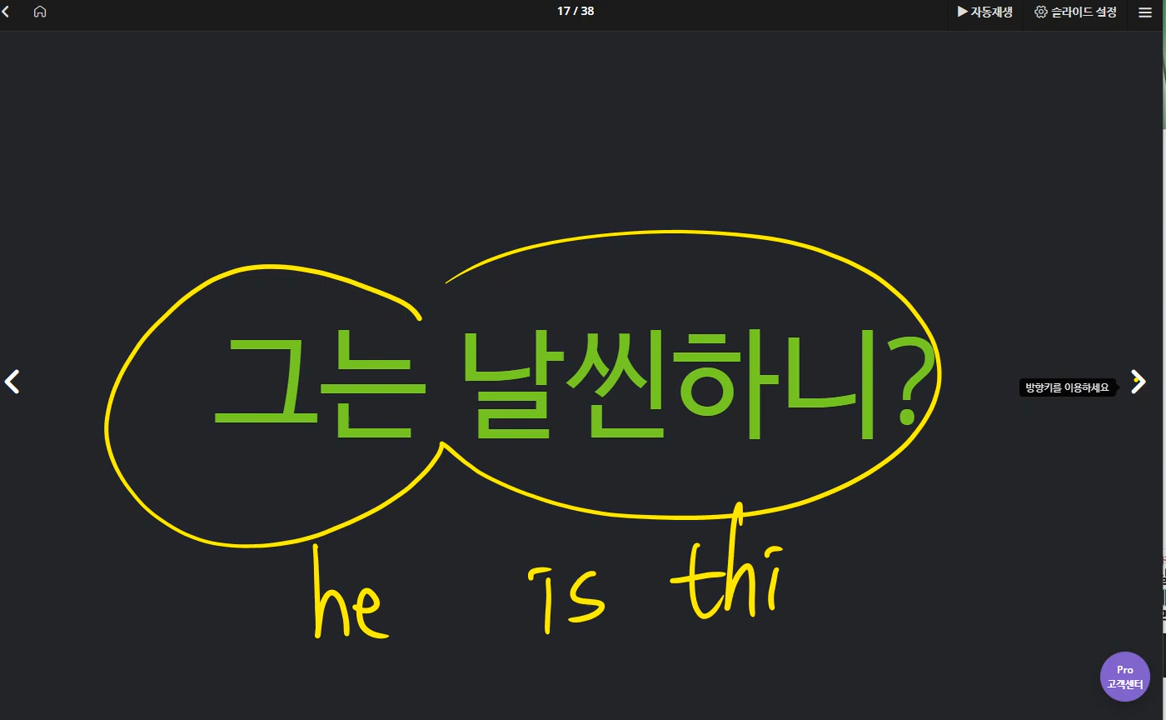 17 / 38
▶ 자동재생
슬라이드 설정
그는 날씬하니?
방향키를 이용하세요
he is thi
Pro
고객센터